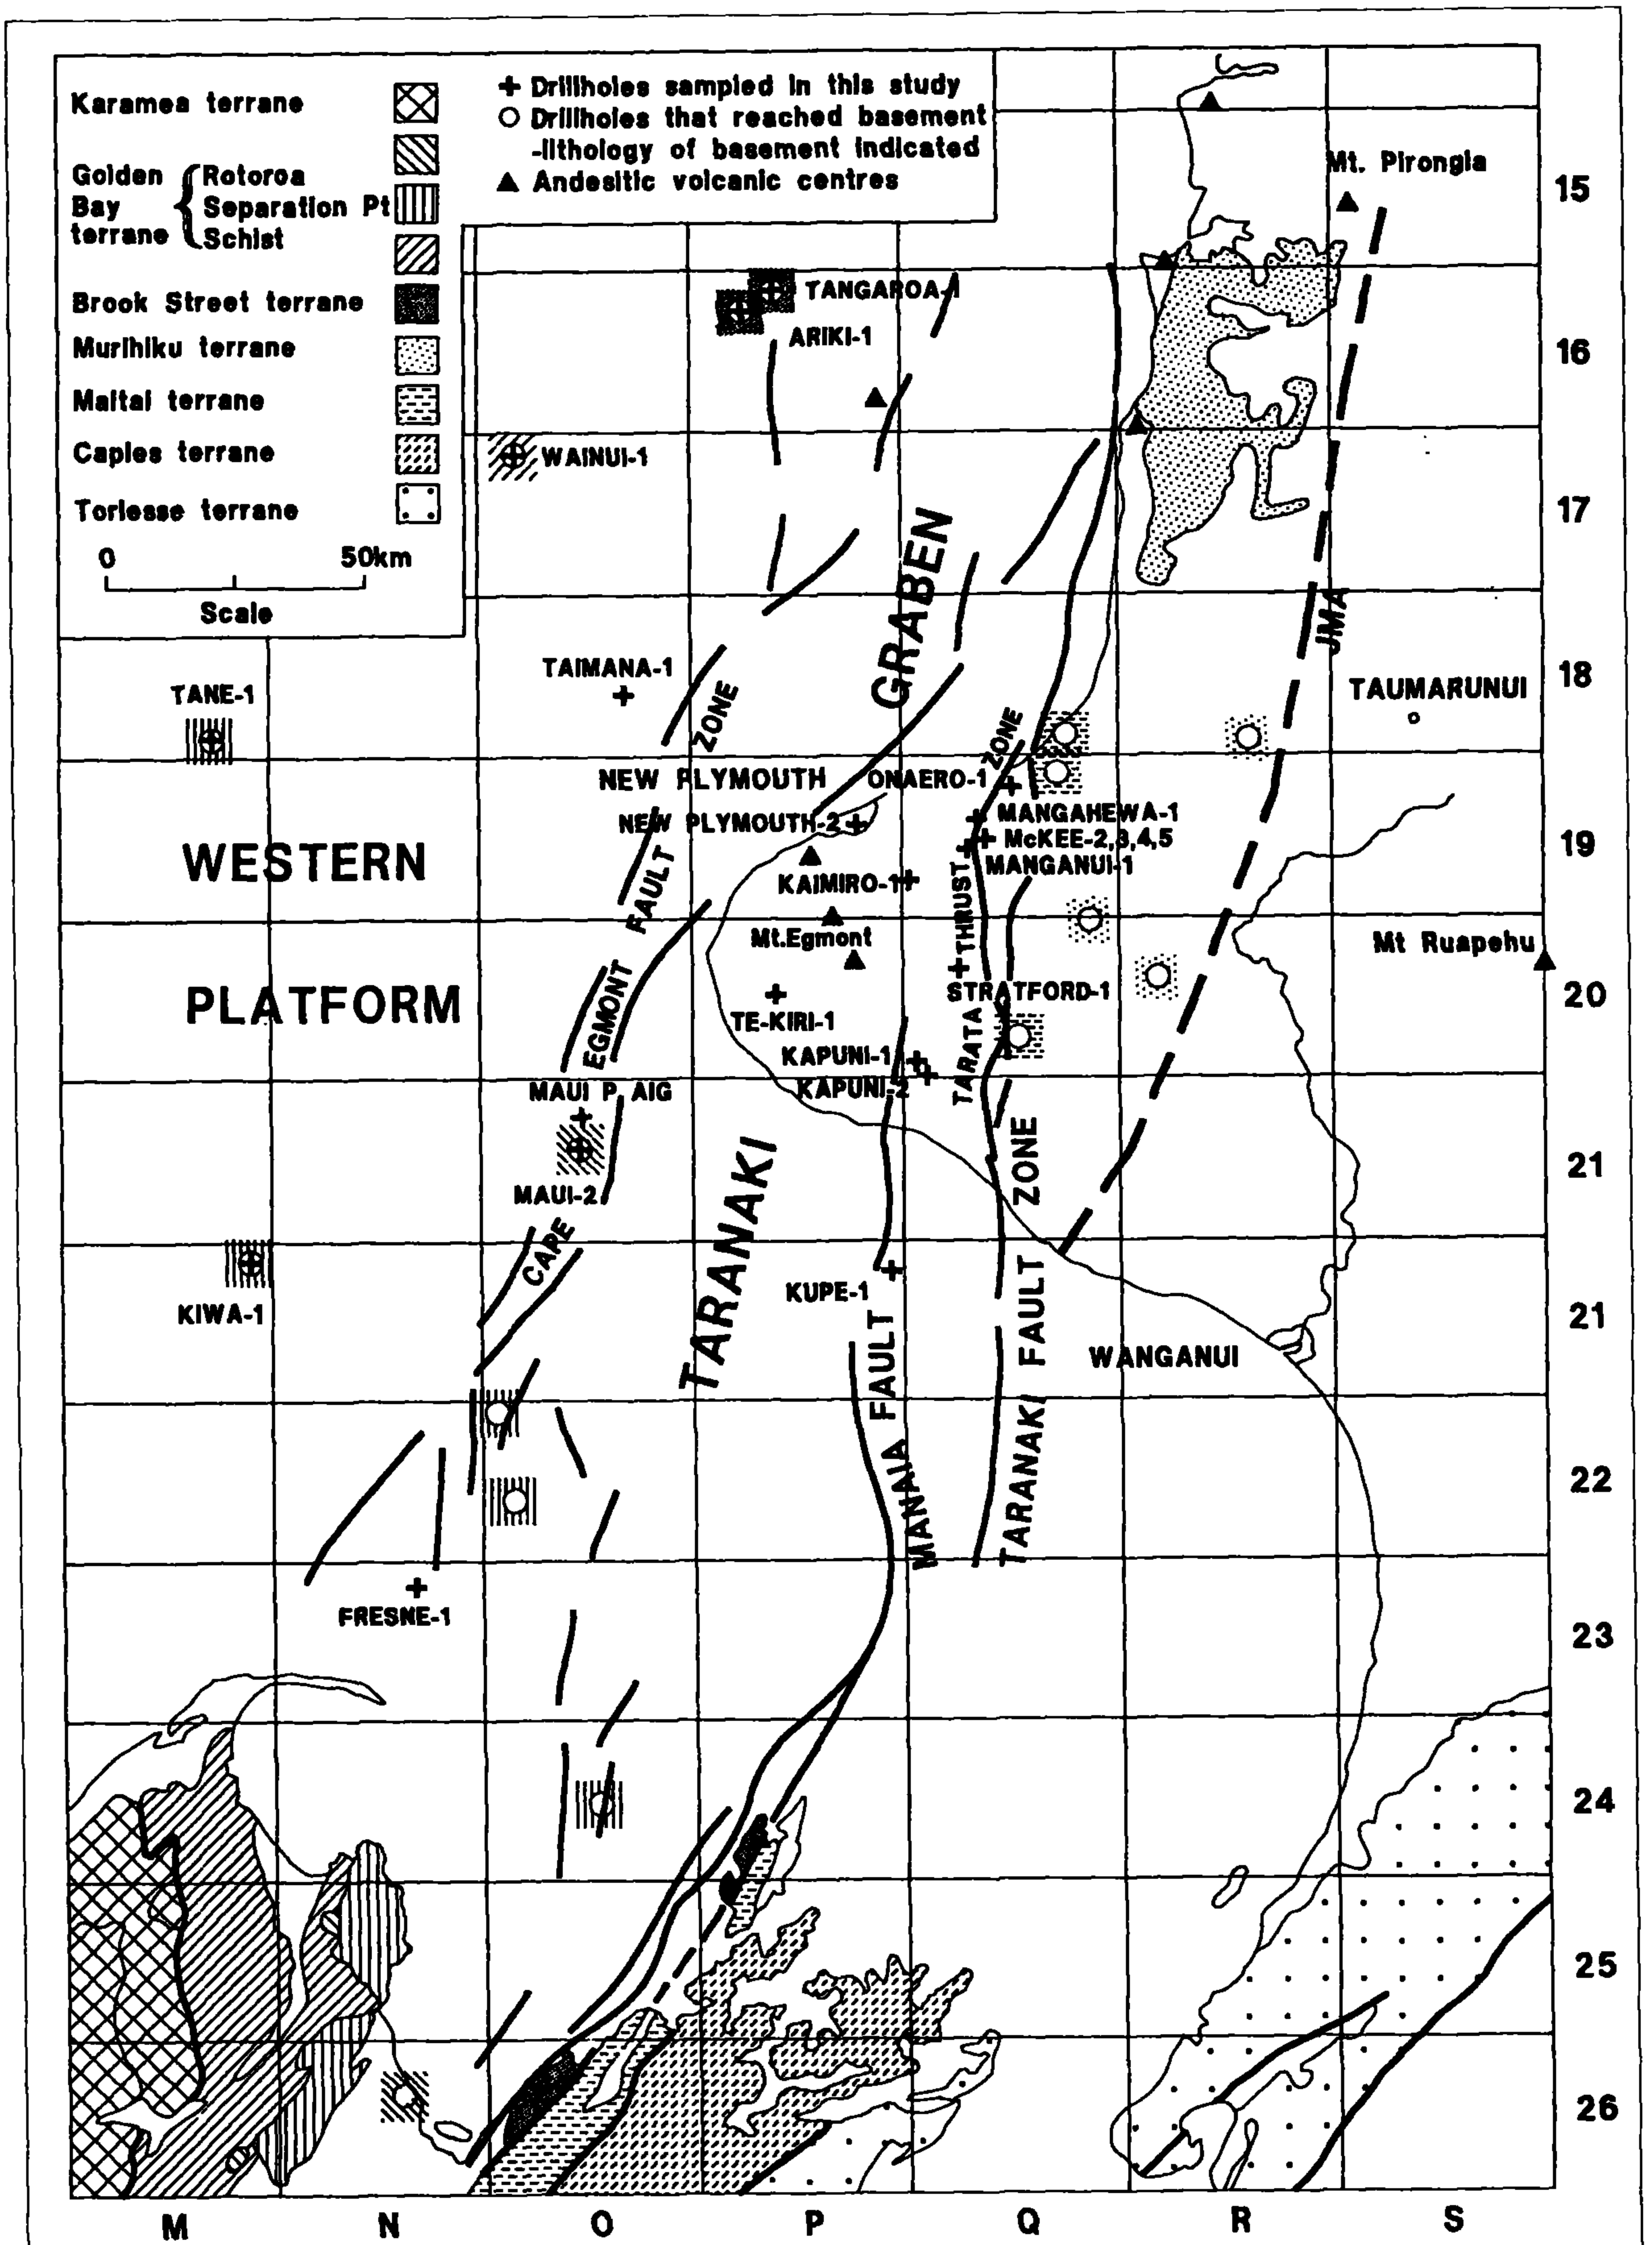 Karamea terrane
Golden Bay terrane { Rotoroa
Separation Pt
Schist
Brook Street terrane
Murihiku terrane
Maitai terrane
Caples terrane
Torlesse terrane
0 50km
Scale
+ Drillholes sampled in this study
O Drillholes that reached basement
-lithology of basement indicated
▲ Andesitic volcanic centres
Mt. Pirongia
15
TANGAROA-1
ARIKI-1
16
WAINUI-1
17
GRABEN
JMA
TAIMANA-1
TANE-1
ZONE
18
TAUMARUNUI
ZONE
NEW PLYMOUTH
ONAERO-1
NEW PLYMOUTH-2
MANGAHEWA-1
McKEE-2,3,4,5
MANGANUI-1
19
WESTERN
FAULT
KAIMIRO-1
THRUST
Mt.Egmont
Mt Ruapehu
PLATFORM
EGMONT
STRATFORD-1
20
TE-KIRI-1
TARATA
KAPUNI-1
KAPUNI-2
MAUI P. AIG
MAUI-2
TARANAKI
ZONE
21
CAPE
KIWA-1
KUPE-1
21
FAULT
FAULT
WANGANUI
MANAIA
TARANAKI
22
FRESNE-1
23
24
25
26
M N O P Q R S